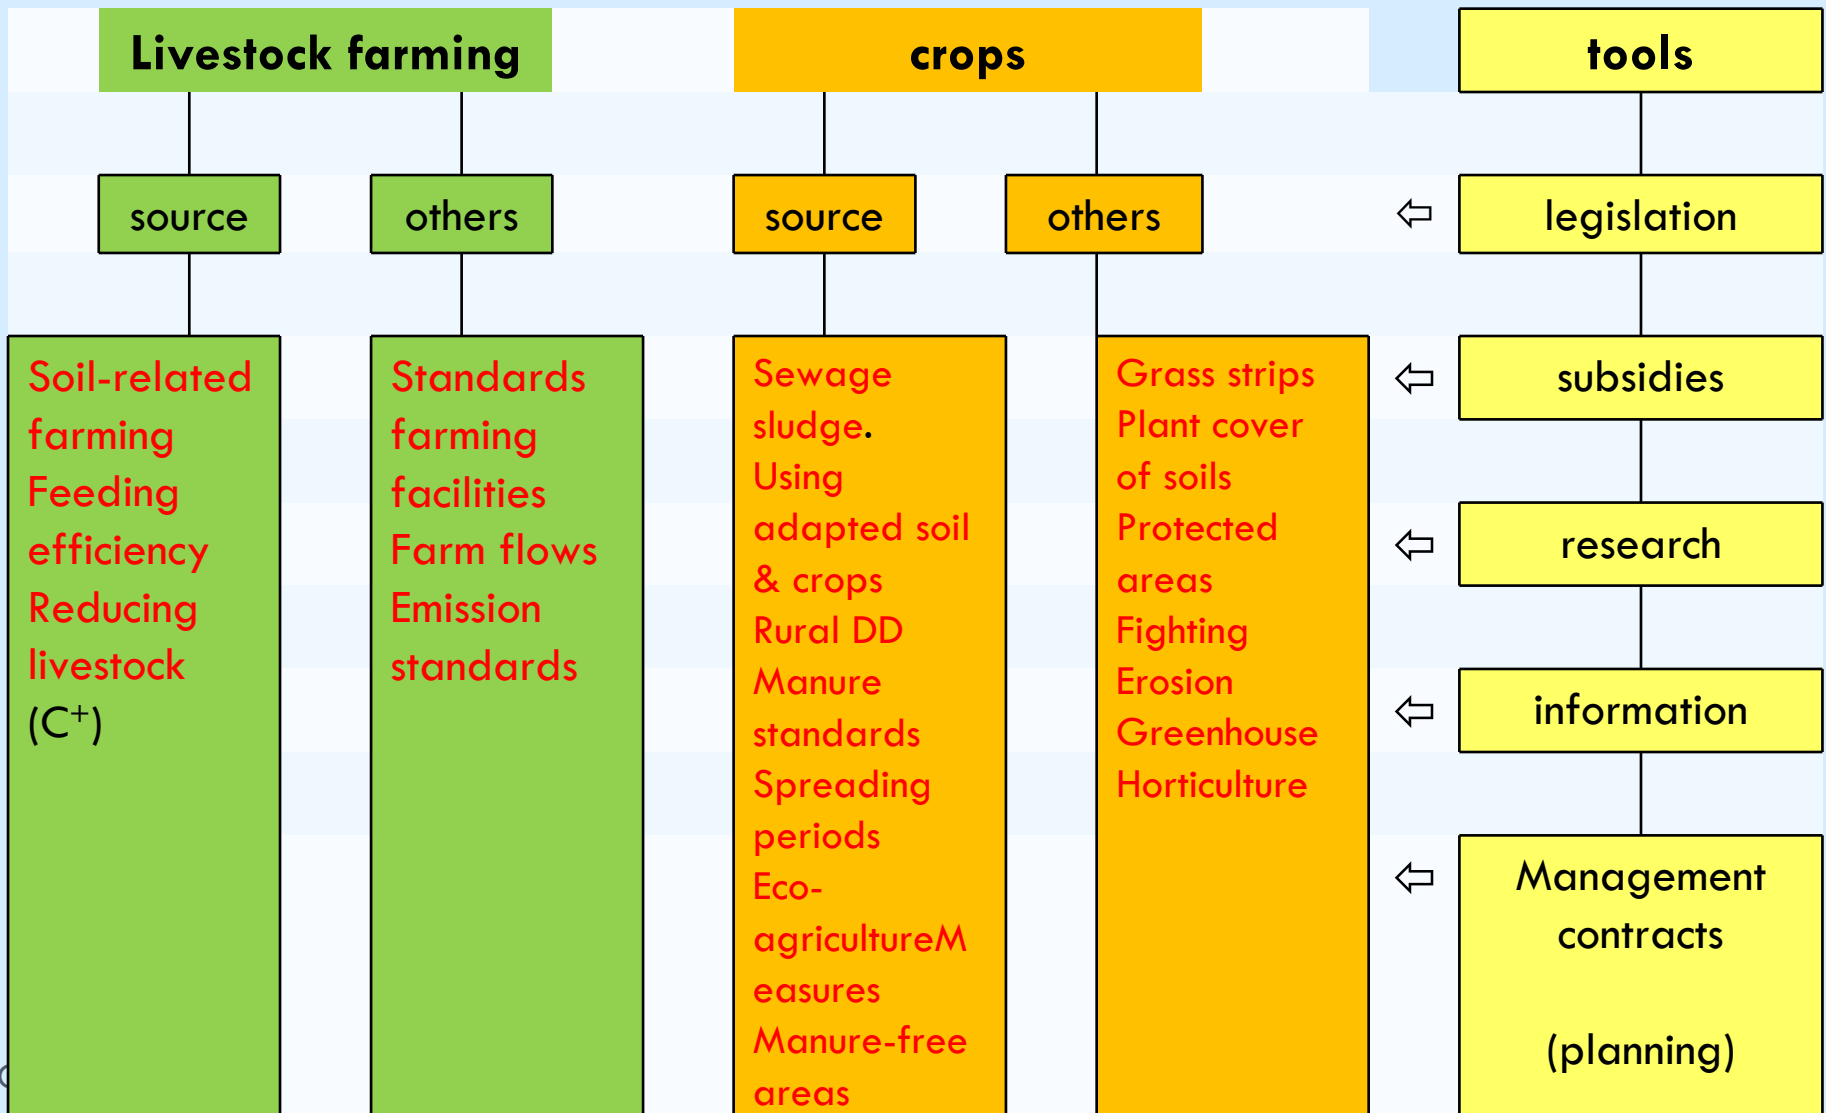 Livestock farming
crops
tools
source
others
source
others
legislation
Soil-related
farming
Feeding
efficiency
Reducing
livestock
(C⁺)
Standards
farming
facilities
Farm flows
Emission
standards
Sewage
sludge.
Using
adapted soil
& crops
Rural DD
Manure
standards
Spreading
periods
Eco-
agricultureM
easures
Manure-free
areas
Grass strips
Plant cover
of soils
Protected
areas
Fighting
Erosion
Greenhouse
Horticulture
subsidies
research
information
Management
contracts
(planning)